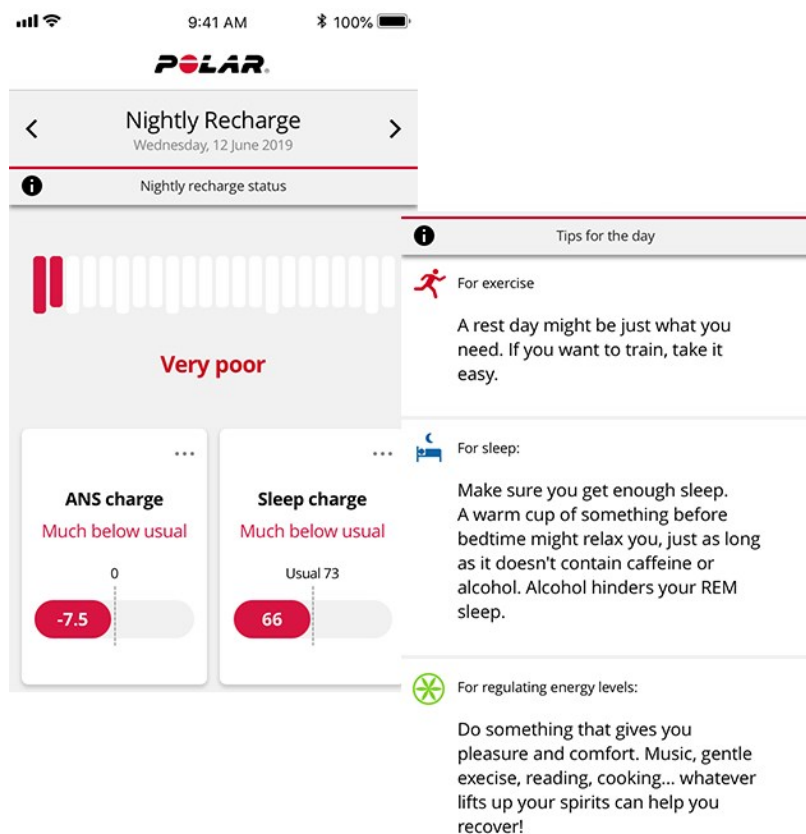 9:41 AM
100%
POLAR
Nightly Recharge
Wednesday, 12 June 2019
Nightly recharge status
Very poor
ANS charge
Much below usual
0
-7.5
Sleep charge
Much below usual
Usual 73
66
Tips for the day
For exercise
A rest day might be just what you
need. If you want to train, take it
easy.
For sleep:
Make sure you get enough sleep.
A warm cup of something before
bedtime might relax you, just as long
as it doesn't contain caffeine or
alcohol. Alcohol hinders your REM
sleep.
For regulating energy levels:
Do something that gives you
pleasure and comfort. Music, gentle
execise, reading, cooking... whatever
lifts up your spirits can help you
recover!